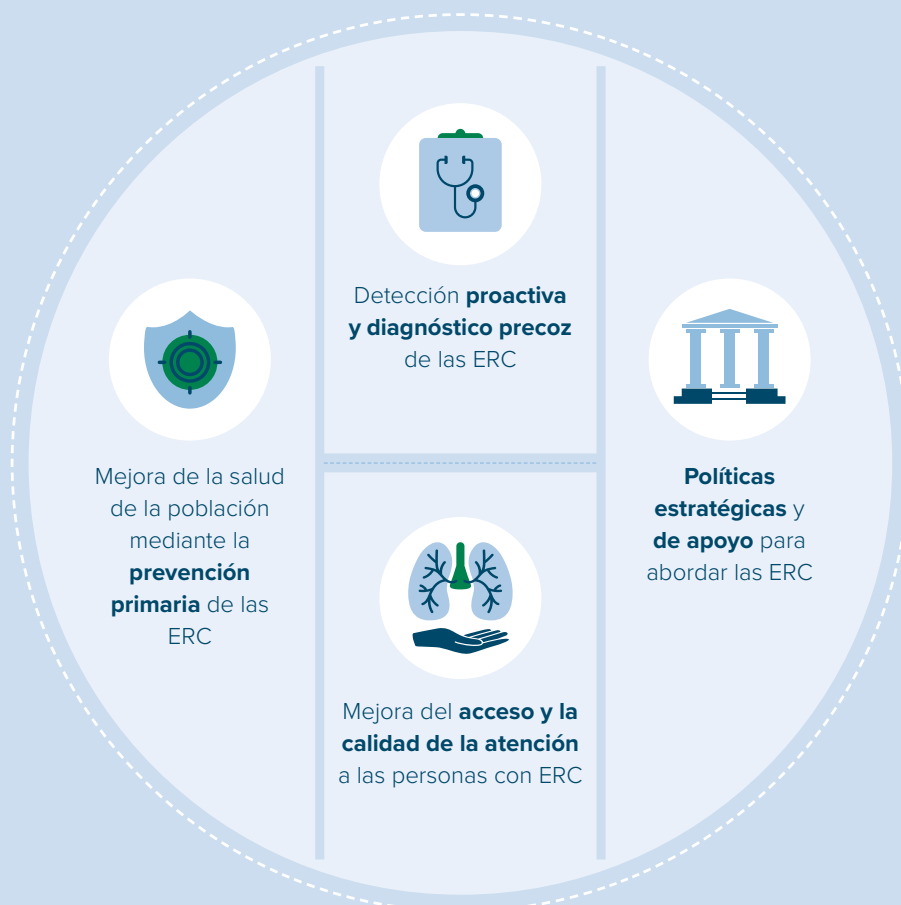 Mejora de la salud
de la población
mediante la
prevención
primaria de las
ERC
Detección proactiva
y diagnóstico precoz
de las ERC
Mejora del acceso y la
calidad de la atención
a las personas con ERC
Políticas
estratégicas y
de apoyo para
abordar las ERC